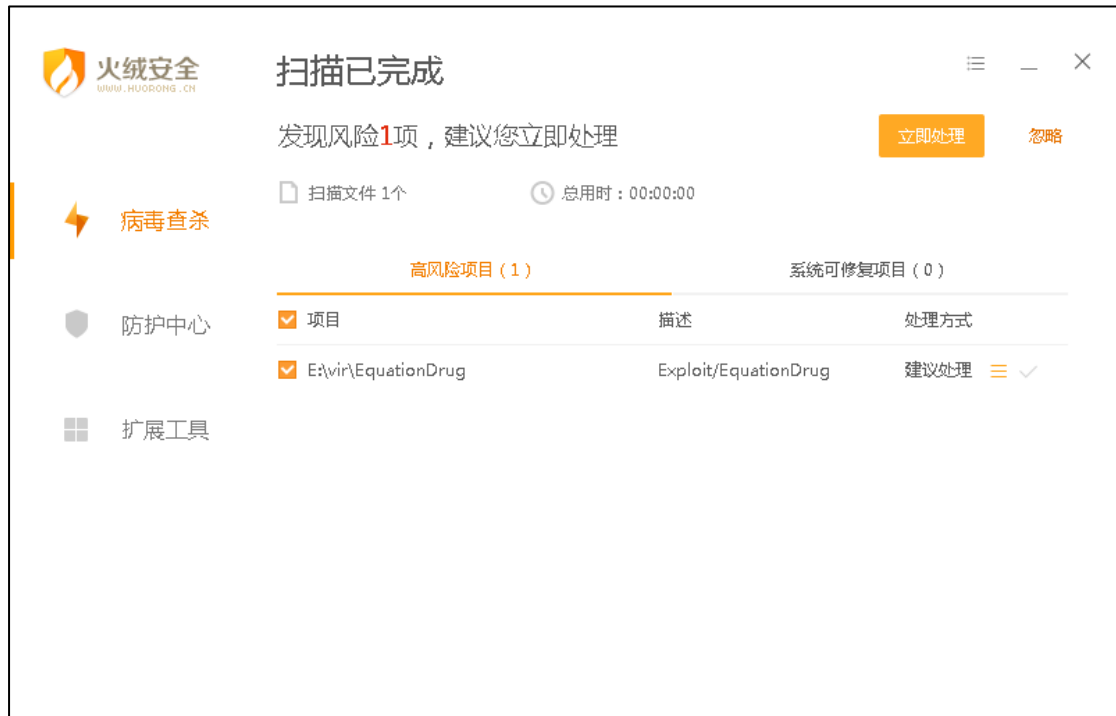 火绒安全
WWW.HUORONG.CN
扫描已完成
发现风险1项，建议您立即处理
立即处理
忽略
扫描文件 1个
总用时：00:00:00
病毒查杀
防护中心
扩展工具
高风险项目（1）
系统可修复项目（0）
项目 描述 处理方式
E:\vir\EquationDrug Exploit/EquationDrug 建议处理